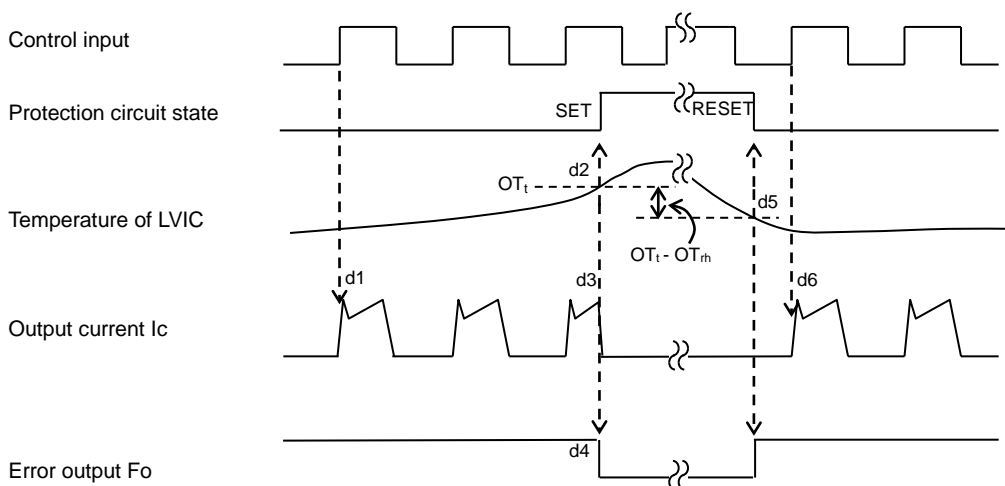 Control input
Protection circuit state
SET
RESET
d2
OTt
d5
Temperature of LVIC
OTt - OTrh
d1
d3
d6
Output current Ic
d4
Error output Fo